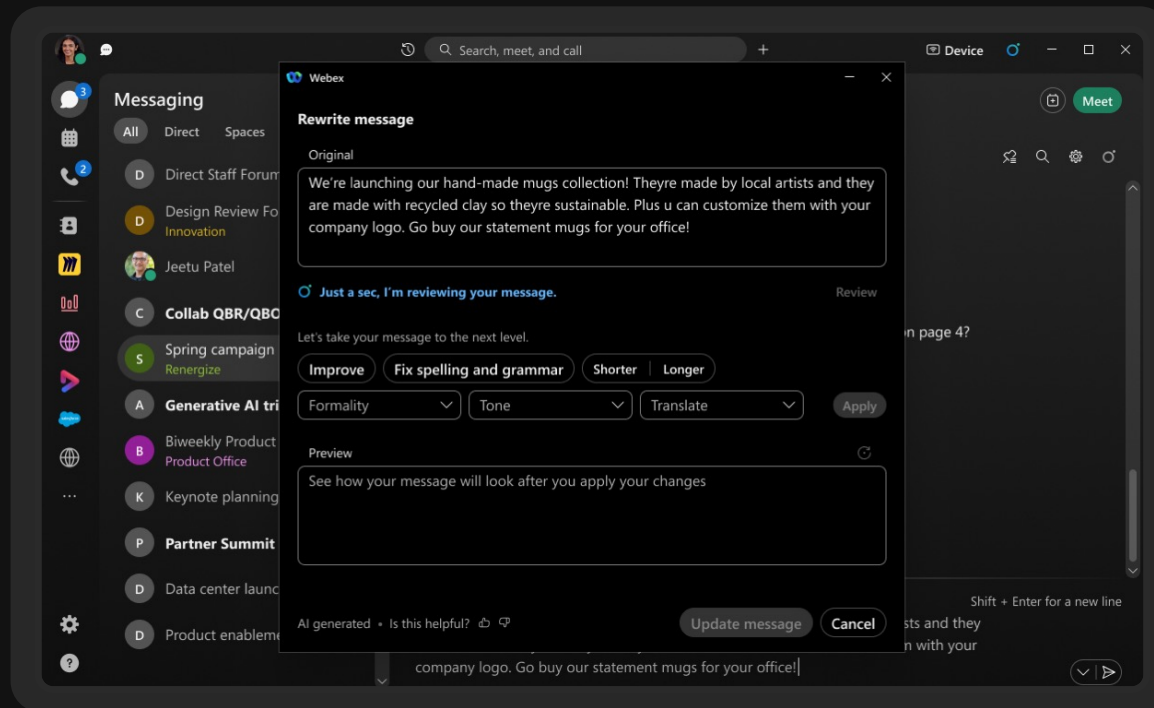 Search, meet, and call
Device
Webex
3
Messaging
Meet
Rewrite message
All
Direct
Spaces
Original
2
D
Direct Staff Forum
We're launching our hand-made mugs collection! Theyre made by local artists and they
are made with recycled clay so theyre sustainable. Plus u can customize them with your
company logo. Go buy our statement mugs for your office!
D
Design Review Fo
Innovation
Jeetu Patel
Just a sec, I'm reviewing your message.
Review
C
Collab QBR/QBO
Let's take your message to the next level.
n page 4?
S
Spring campaign
Renergize
Improve
Fix spelling and grammar
Shorter
Longer
A
Generative AI tri
Formality
Tone
Translate
Apply
B
Biweekly Product
Product Office
Preview
See how your message will look after you apply your changes
K
Keynote planning
P
Partner Summit
D
Data center launc
Shift + Enter for a new line
D
Product enableme
AI generated • Is this helpful?
Update message
Cancel
sts and they
n with your
company logo. Go buy our statement mugs for your office!
?